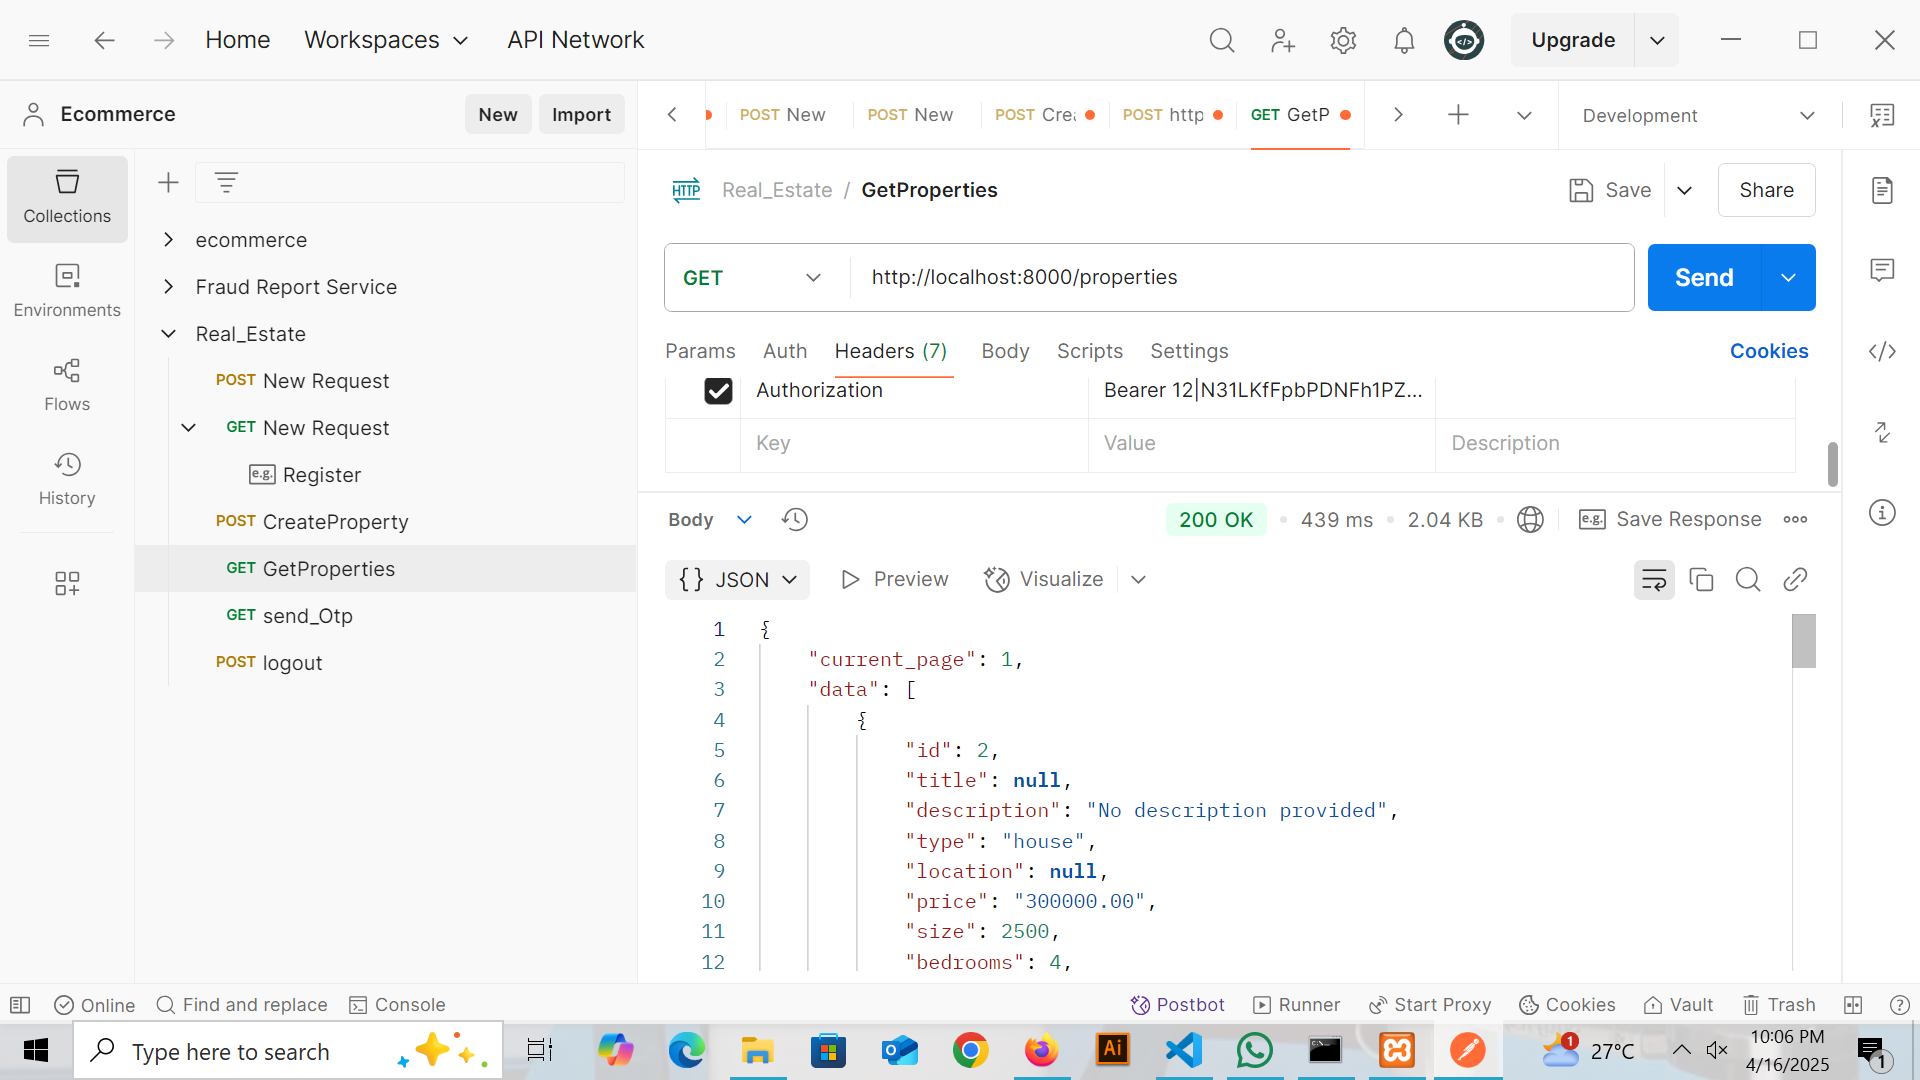 Home
Workspaces
API Network
Upgrade
Ecommerce
New
Import
POST New
POST New
POST Crea
POST http
GET GetP
Development
Collections
Environments
Flows
History
ecommerce
Fraud Report Service
Real_Estate
POST New Request
GET New Request
e.g. Register
POST CreateProperty
GET GetProperties
GET send_Otp
POST logout
HTTP Real_Estate / GetProperties
Save
Share
GET
http://localhost:8000/properties
Send
Params
Auth
Headers (7)
Body
Scripts
Settings
Cookies
Authorization
Bearer 12|N31LKfFpbPDNFh1PZ...
Key
Value
Description
Body
200 OK
439 ms
2.04 KB
e.g. Save Response
{} JSON
Preview
Visualize
1 {
2 "current_page": 1,
3 "data": [
4 {
5 "id": 2,
6 "title": null,
7 "description": "No description provided",
8 "type": "house",
9 "location": null,
10 "price": "300000.00",
11 "size": 2500,
12 "bedrooms": 4,
Online
Find and replace
Console
Postbot
Runner
Start Proxy
Cookies
Vault
Trash
Type here to search
Ai
1
27°C
10:06 PM
4/16/2025
1